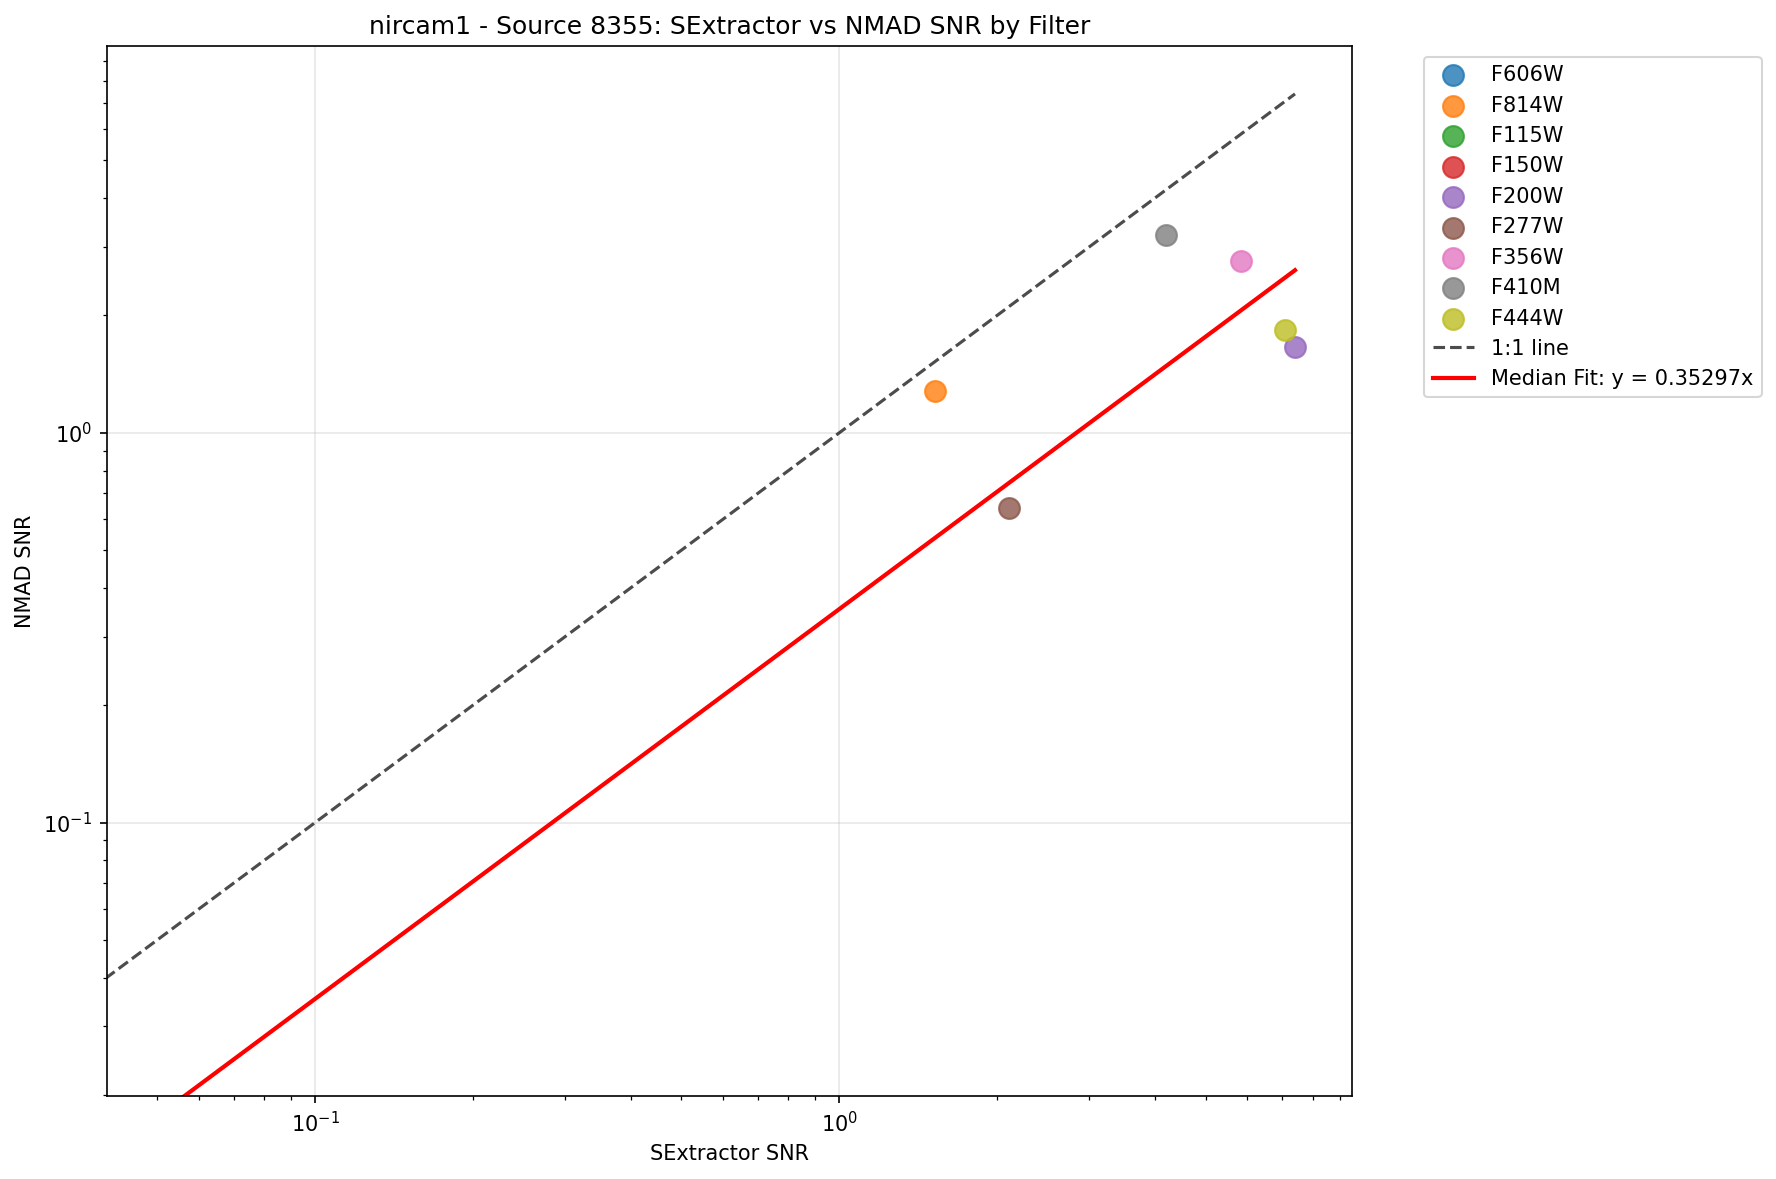 nircam1 - Source 8355: SExtractor vs NMAD SNR by Filter
NMAD SNR
10⁰
10⁻¹
10⁻¹
10⁰
SExtractor SNR
F606W
F814W
F115W
F150W
F200W
F277W
F356W
F410M
F444W
1:1 line
Median Fit: y = 0.35297x